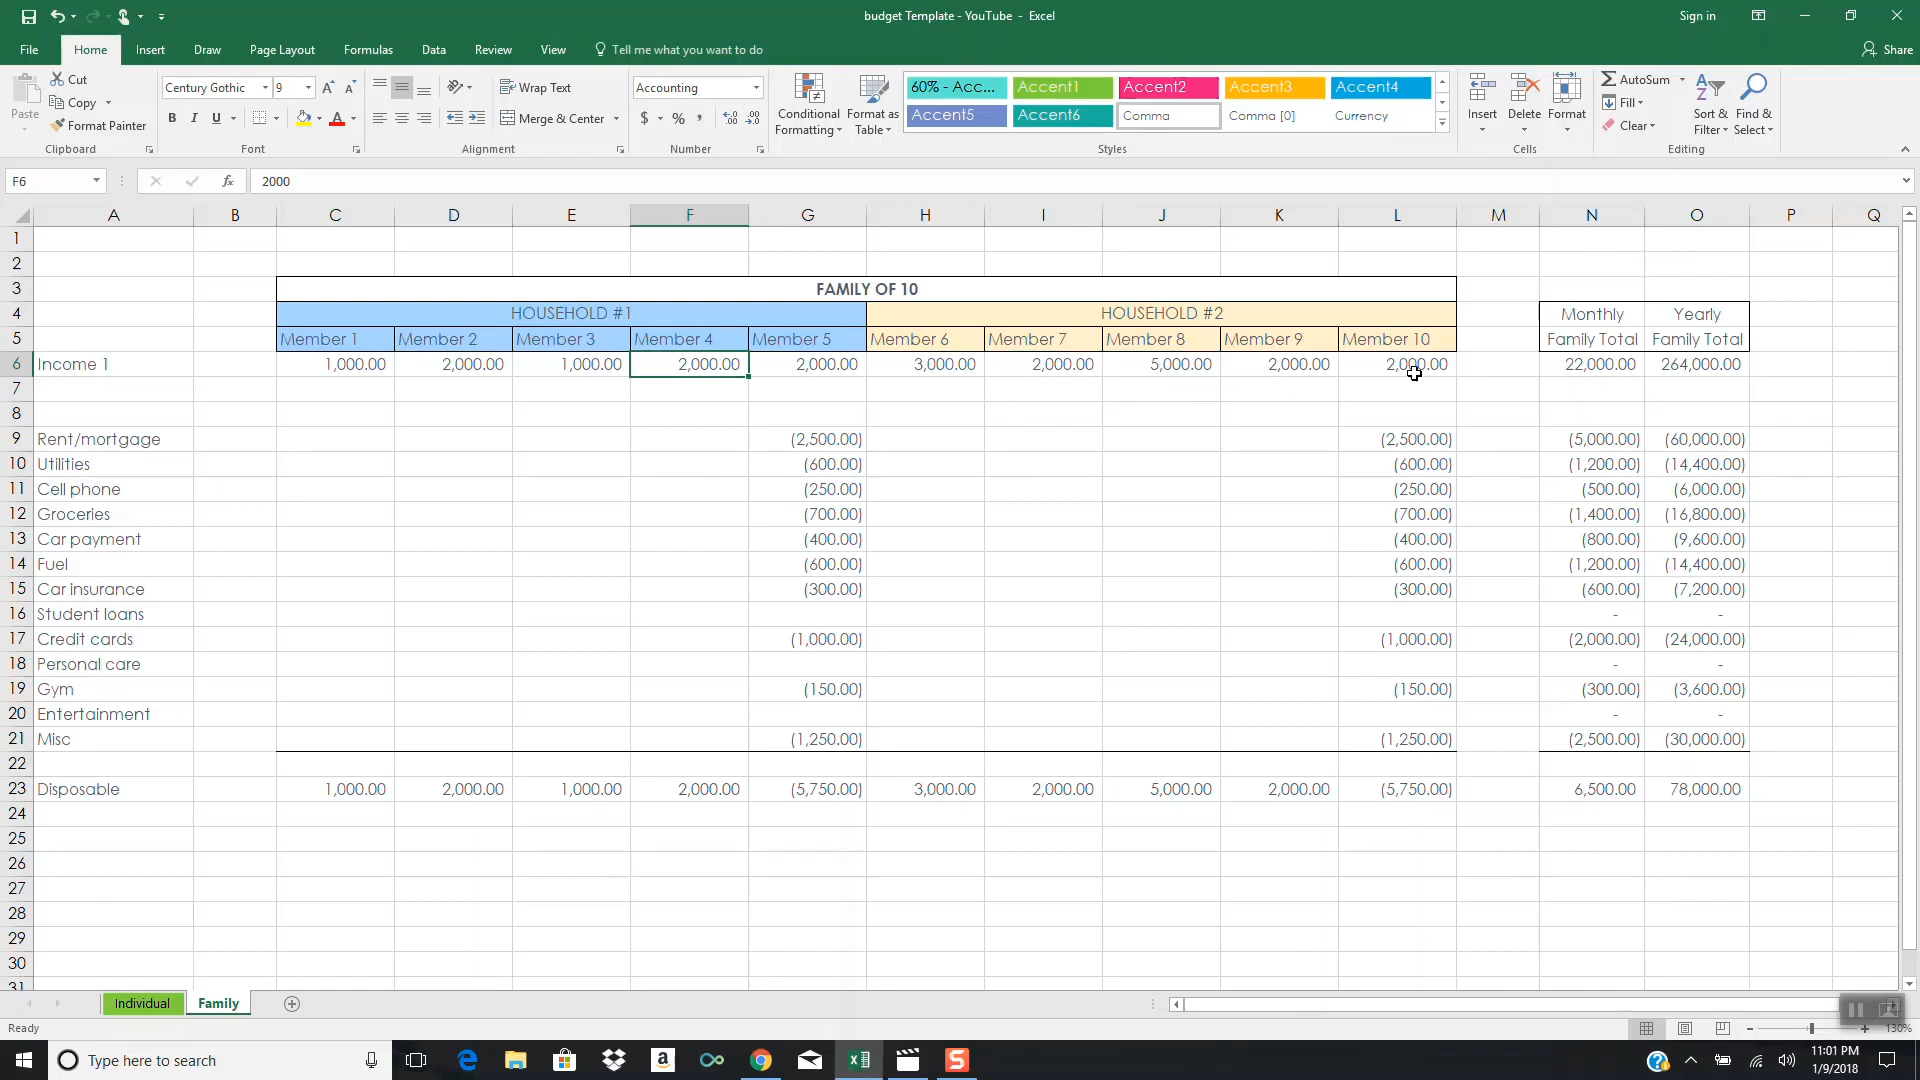 budget Template - YouTube - Excel
Sign in
File Home Insert Draw Page Layout Formulas Data Review View Tell me what you want to do Share
Paste Cut Copy Format Painter Clipboard
Century Gothic 9 B I U A Font
Wrap Text Merge & Center Alignment
Accounting $ % Number
Conditional Formatting Format as Table
60% - Acc... Accent1 Accent2 Accent3 Accent4
Accent5 Accent6 Comma Comma [0] Currency
Styles
Insert Delete Format Cells
AutoSum Fill Clear Sort & Filter Find & Select Editing
F6 fx 2000
A B C D E F G H I J K L M N O P Q
1
2
3 FAMILY OF 10
4 HOUSEHOLD #1 HOUSEHOLD #2 Monthly Yearly
5 Member 1 Member 2 Member 3 Member 4 Member 5 Member 6 Member 7 Member 8 Member 9 Member 10 Family Total Family Total
6 Income 1 1,000.00 2,000.00 1,000.00 2,000.00 2,000.00 3,000.00 2,000.00 5,000.00 2,000.00 2,000.00 22,000.00 264,000.00
7
8
9 Rent/mortgage (2,500.00) (2,500.00) (5,000.00) (60,000.00)
10 Utilities (600.00) (600.00) (1,200.00) (14,400.00)
11 Cell phone (250.00) (250.00) (500.00) (6,000.00)
12 Groceries (700.00) (700.00) (1,400.00) (16,800.00)
13 Car payment (400.00) (400.00) (800.00) (9,600.00)
14 Fuel (600.00) (600.00) (1,200.00) (14,400.00)
15 Car insurance (300.00) (300.00) (600.00) (7,200.00)
16 Student loans - -
17 Credit cards (1,000.00) (1,000.00) (2,000.00) (24,000.00)
18 Personal care - -
19 Gym (150.00) (150.00) (300.00) (3,600.00)
20 Entertainment - -
21 Misc (1,250.00) (1,250.00) (2,500.00) (30,000.00)
22
23 Disposable 1,000.00 2,000.00 1,000.00 2,000.00 (5,750.00) 3,000.00 2,000.00 5,000.00 2,000.00 (5,750.00) 6,500.00 78,000.00
24
25
26
27
28
29
30
31
Individual Family
Ready 130%
Type here to search
11:01 PM
1/9/2018